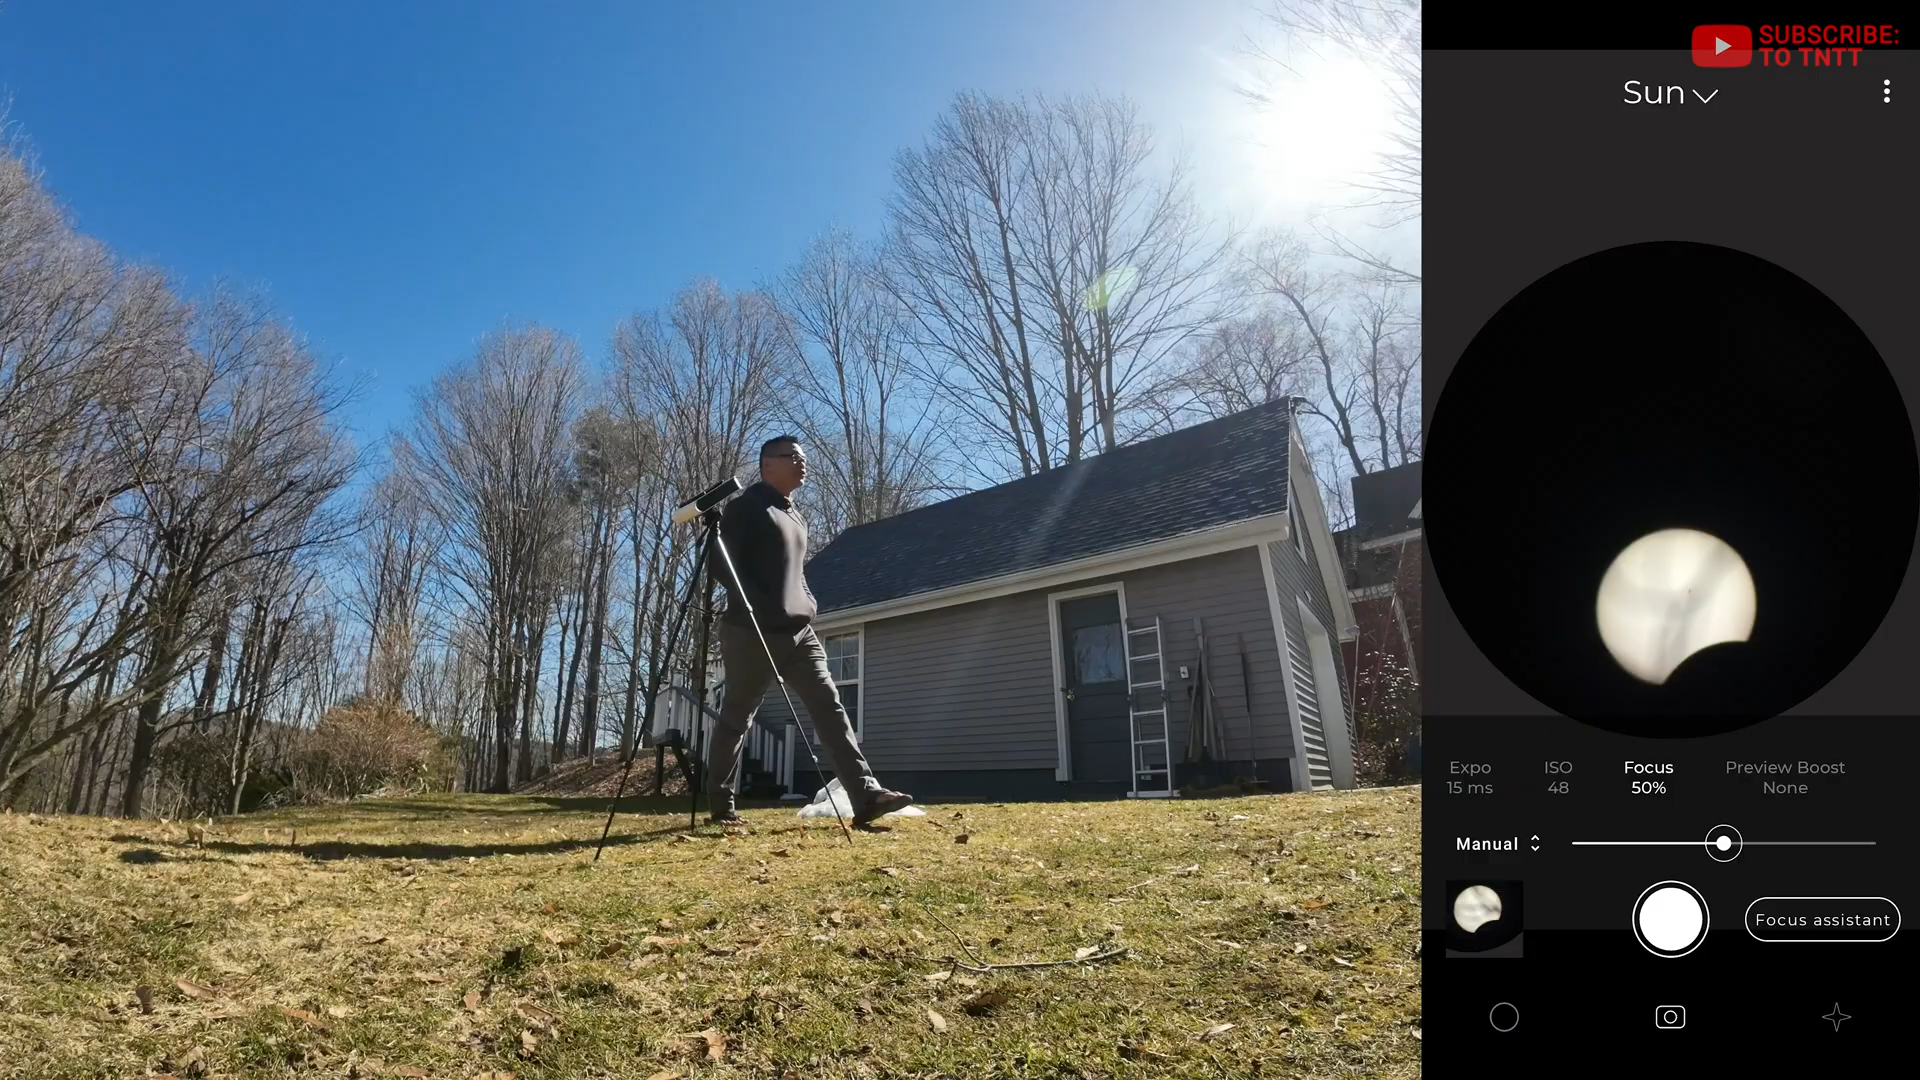 SUBSCRIBE:
TO TNTT
Sun
Expo
15 ms
ISO
48
Focus
50%
Preview Boost
None
Manual
Focus assistant